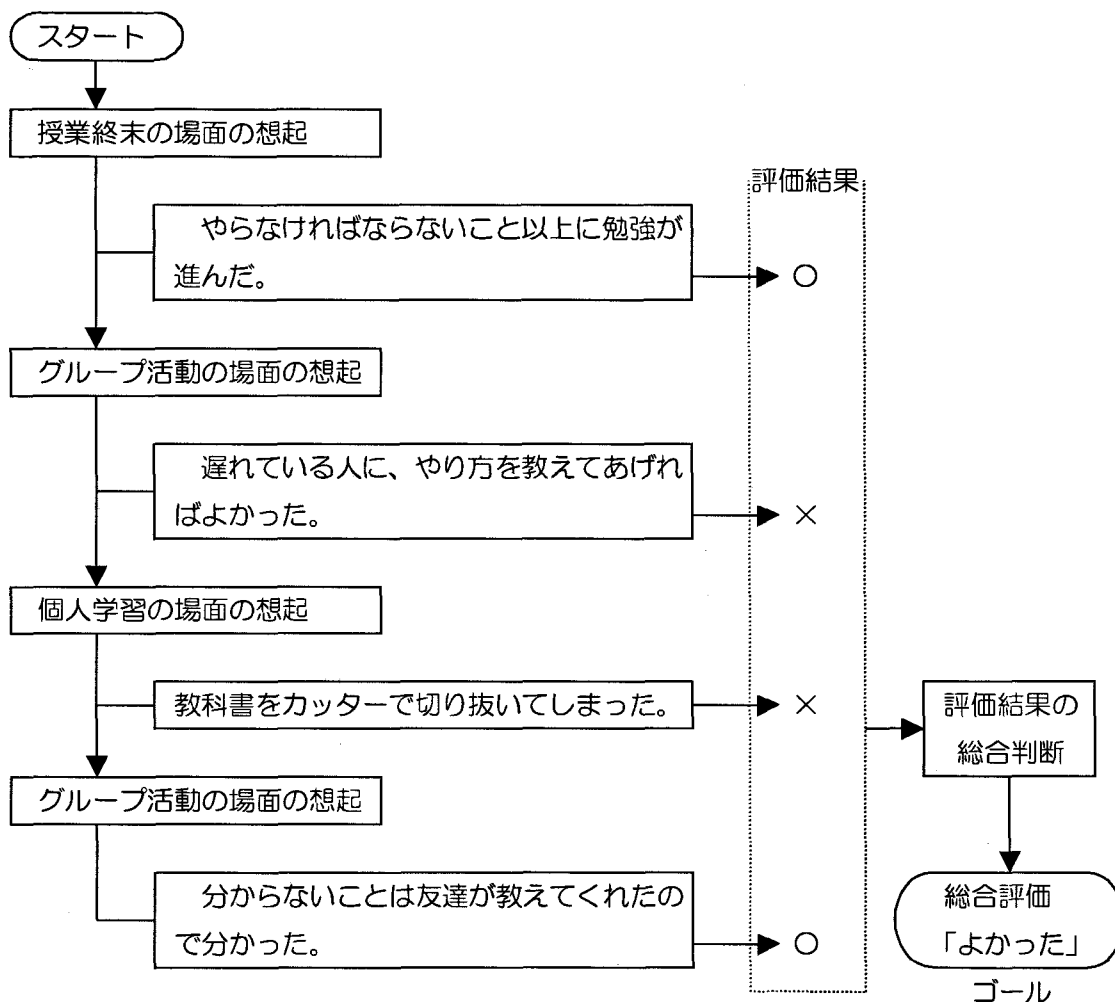 スタート
授業終末の場面の想起
評価結果
やらなければならないこと以上に勉強が
進んだ。
○
グループ活動の場面の想起
遅れている人に、やり方を教えてあげれ
ばよかった。
×
個人学習の場面の想起
教科書をカッターで切り抜いてしまった。
×
評価結果の
総合判断
グループ活動の場面の想起
分からないことは友達が教えてくれたの
で分かった。
○
総合評価
「よかった」
ゴール